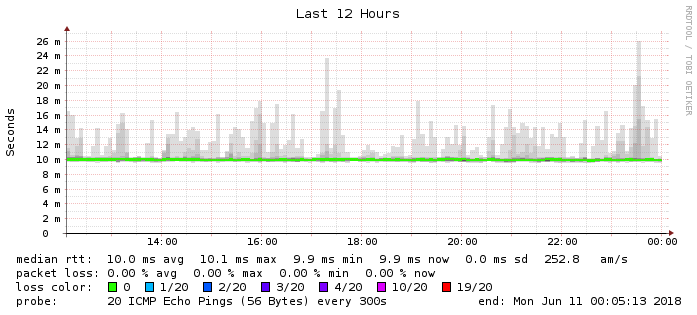 Last 12 Hours
RRDTOOL / TOBI OETIKER
Seconds
26 m
24 m
22 m
20 m
18 m
16 m
14 m
12 m
10 m
8 m
6 m
4 m
2 m
0
14:00 16:00 18:00 20:00 22:00 00:00
median rtt: 10.0 ms avg 10.1 ms max 9.9 ms min 9.9 ms now 0.0 ms sd 252.8 am/s
packet loss: 0.00 % avg 0.00 % max 0.00 % min 0.00 % now
loss color: 0 1/20 2/20 3/20 4/20 10/20 19/20
probe: 20 ICMP Echo Pings (56 Bytes) every 300s end: Mon Jun 11 00:05:13 2018